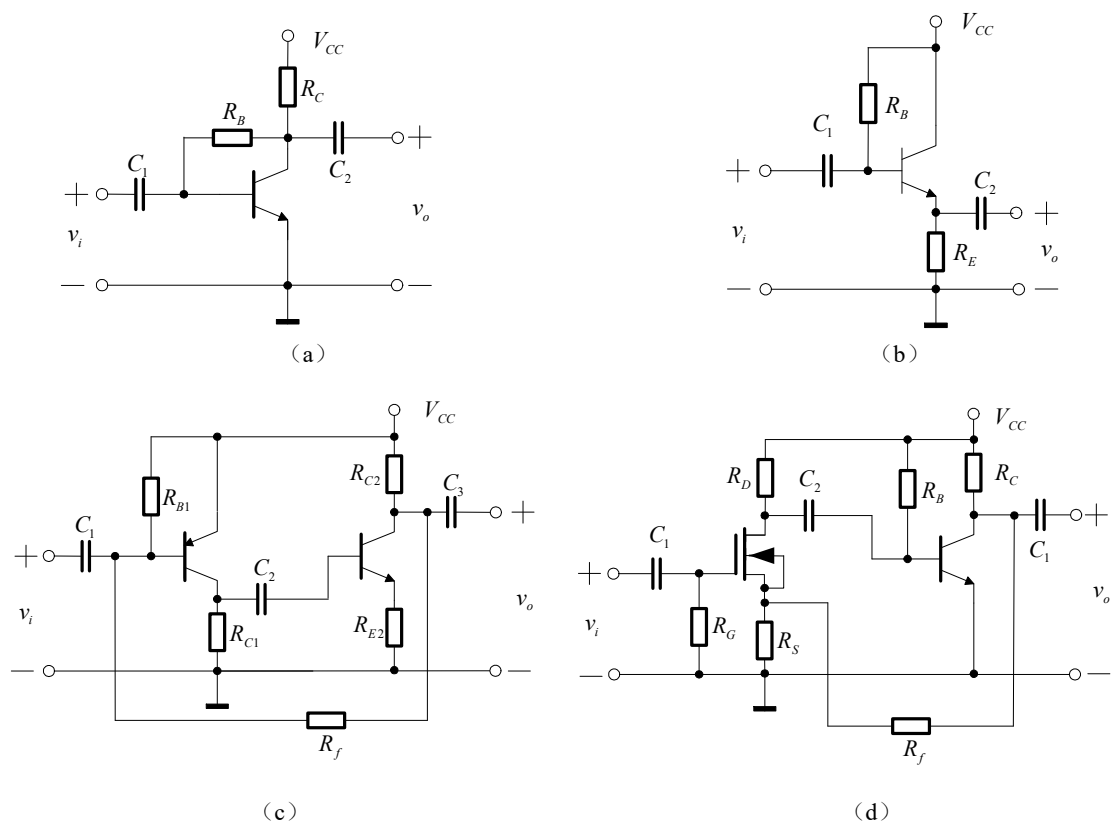 V_CC
R_C
R_B
C_1
C_2
+
+
v_i
v_o
—
—
（a）
V_CC
R_B
C_1
C_2
+
+
v_i
R_E
v_o
—
—
（b）
V_CC
R_C2
C_3
R_B1
C_1
+
+
C_2
v_i
v_o
R_C1
R_E2
—
—
R_f
（c）
V_CC
R_D
C_2
R_B
R_C
C_1
C_1
+
+
v_i
v_o
R_G
R_S
—
—
R_f
（d）